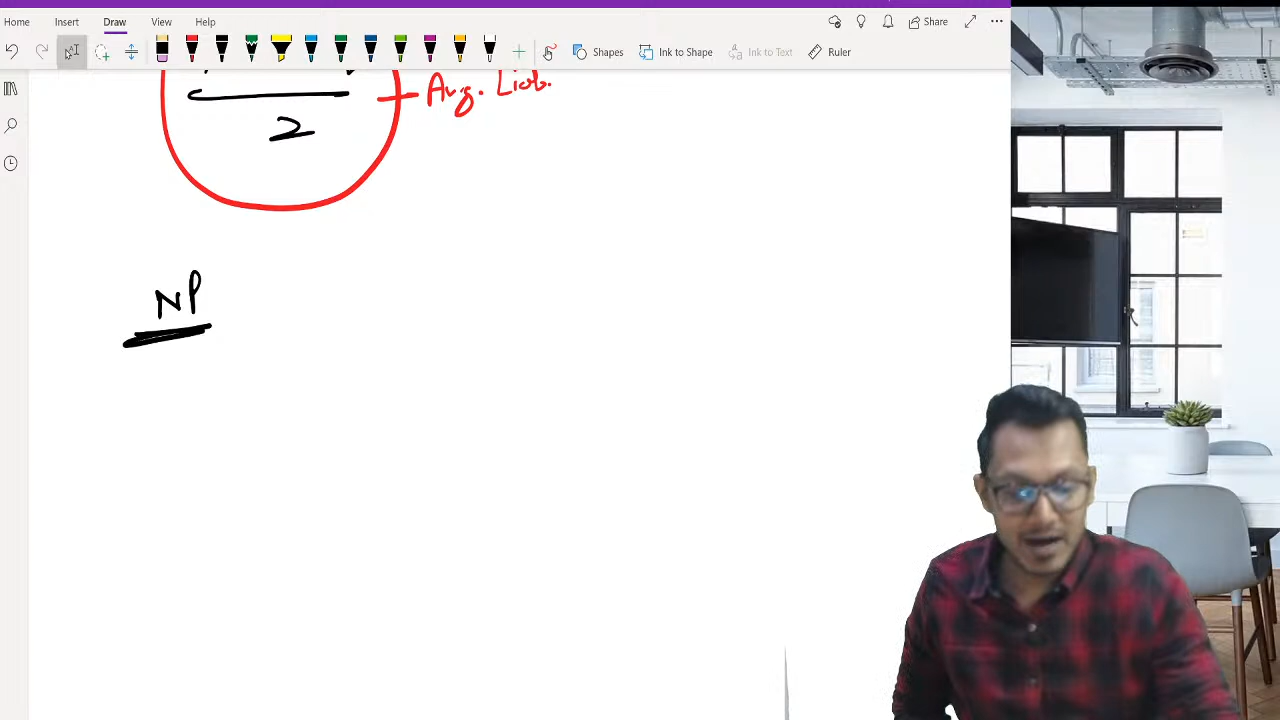 Home Insert Draw View Help Share
Shapes Ink to Shape Ink to Text Ruler
Avg. Liab.
2
NP